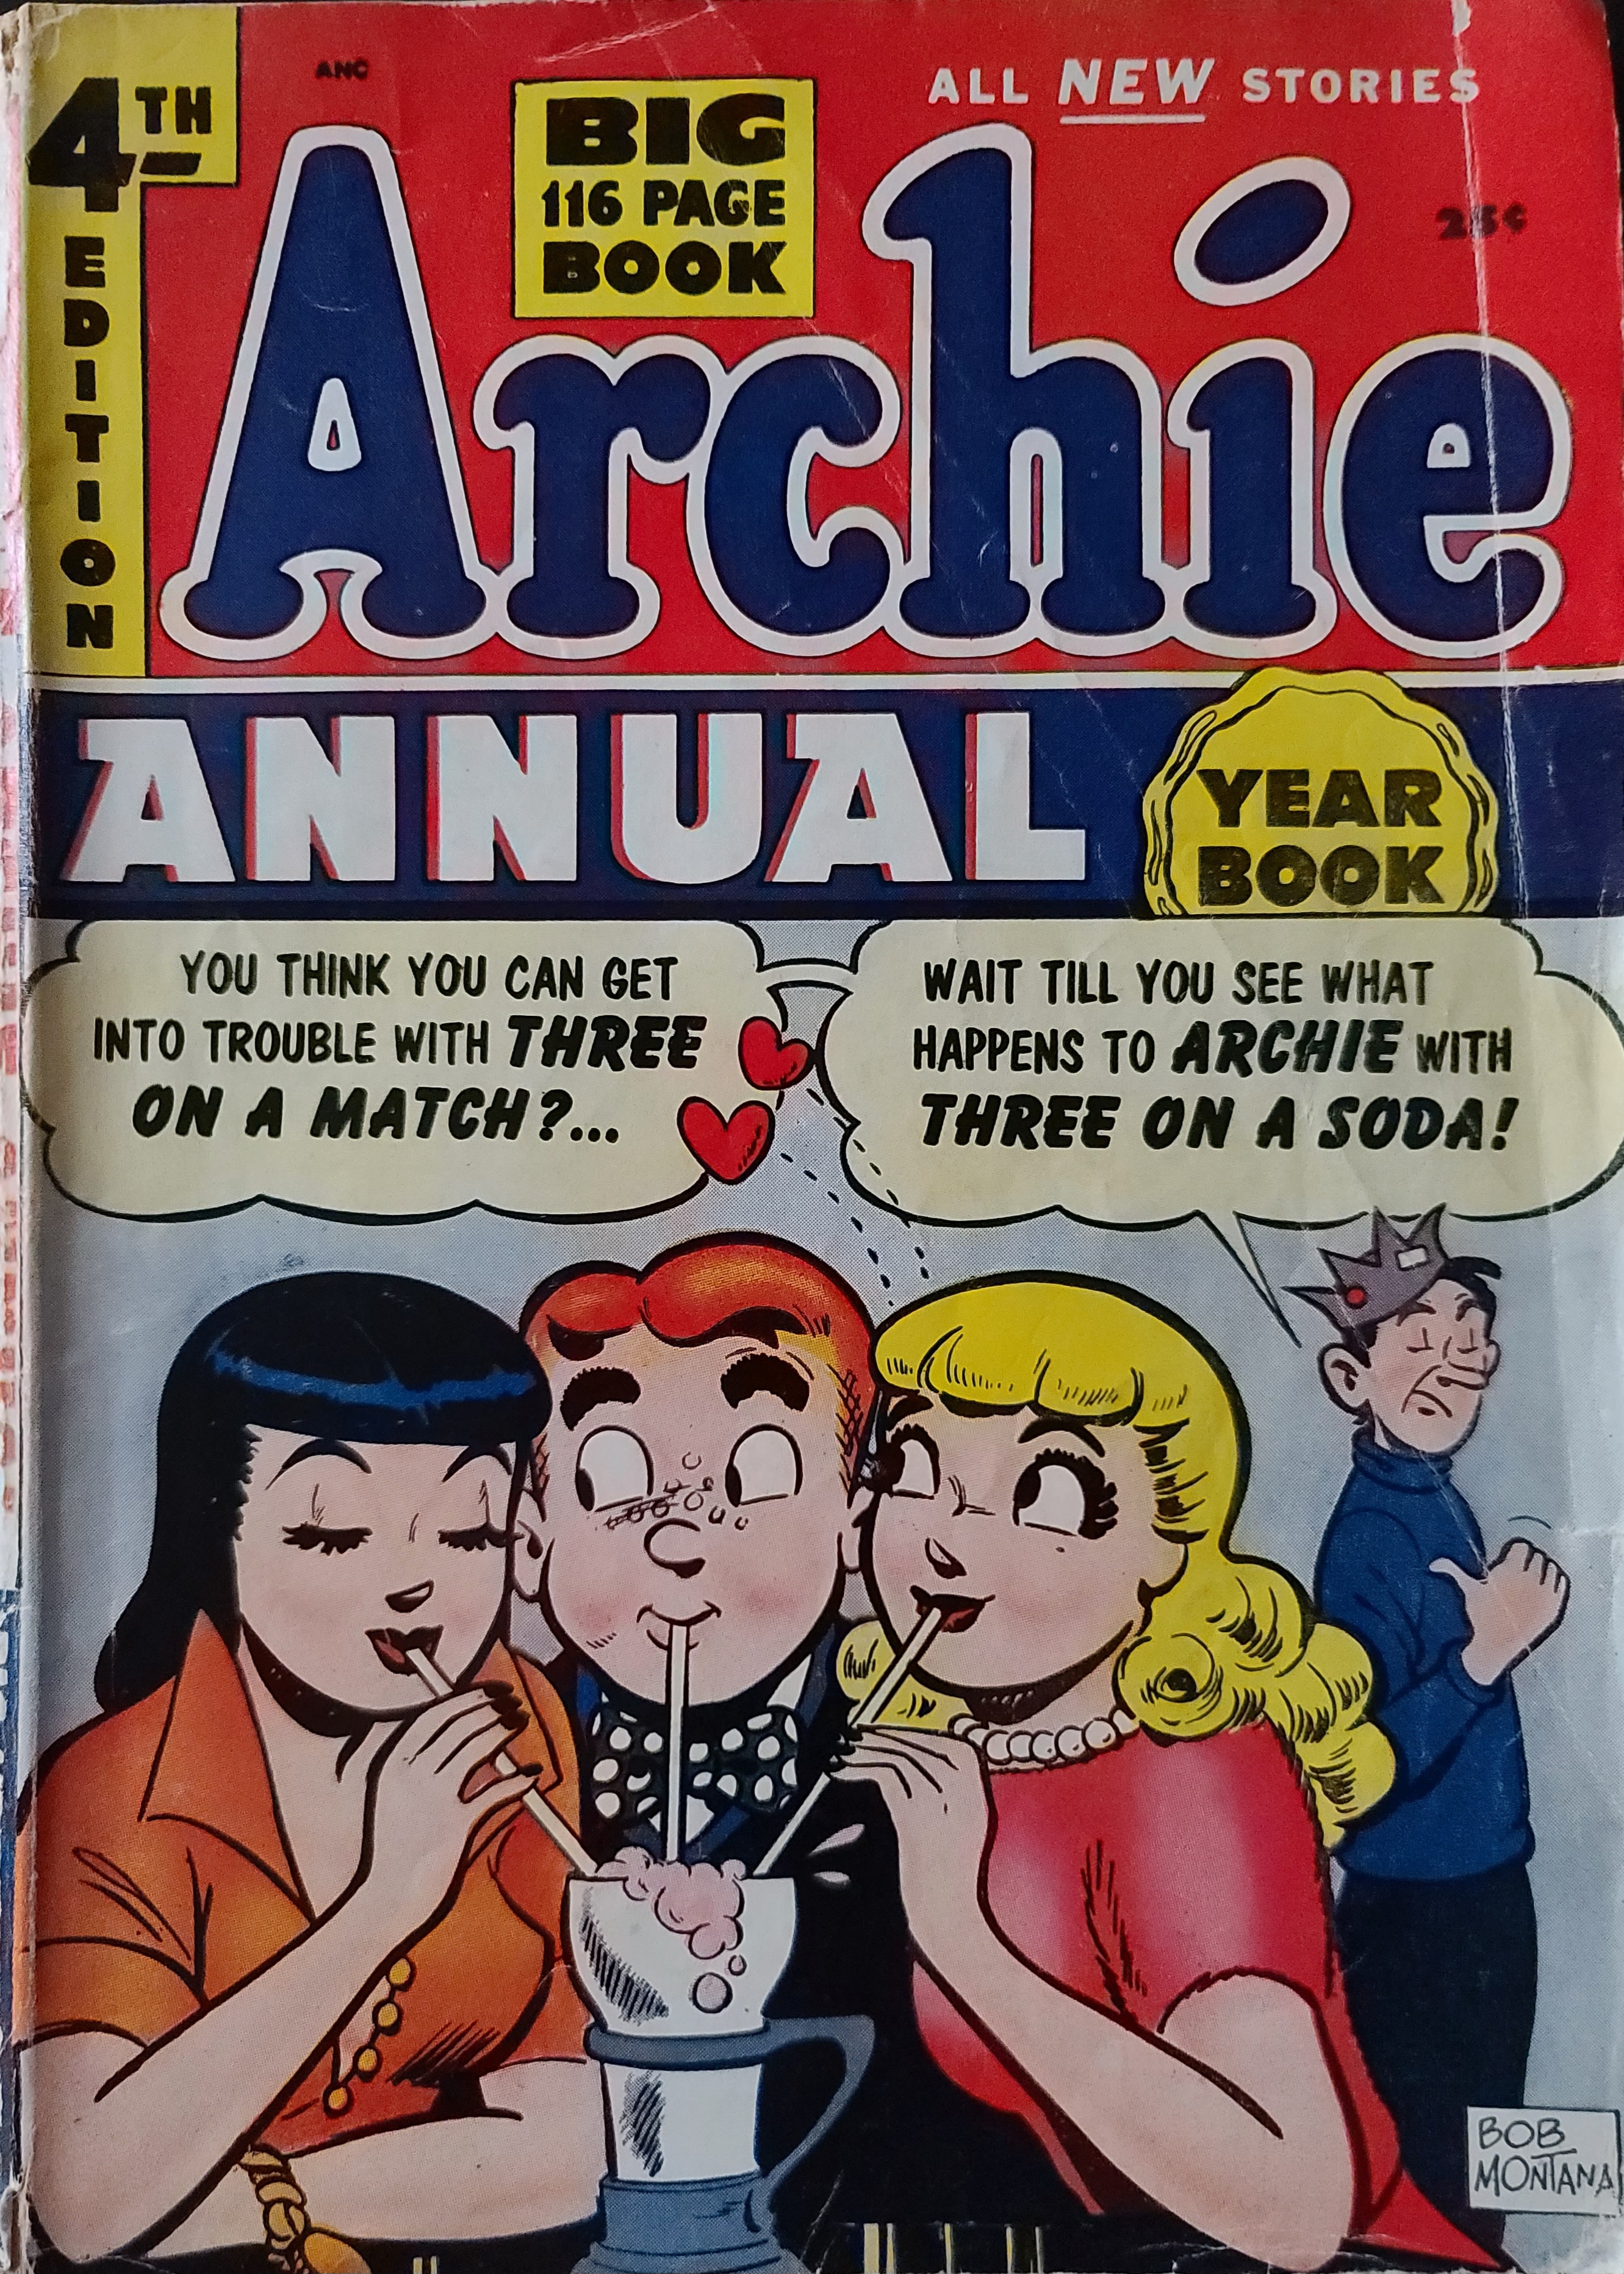 4TH
EDITION
ANC
BIG
116 PAGE
BOOK
ALL NEW STORIES
25¢
Archie
ANNUAL
YEAR
BOOK
YOU THINK YOU CAN GET
INTO TROUBLE WITH THREE
ON A MATCH?...
WAIT TILL YOU SEE WHAT
HAPPENS TO ARCHIE WITH
THREE ON A SODA!
BOB
MONTANA